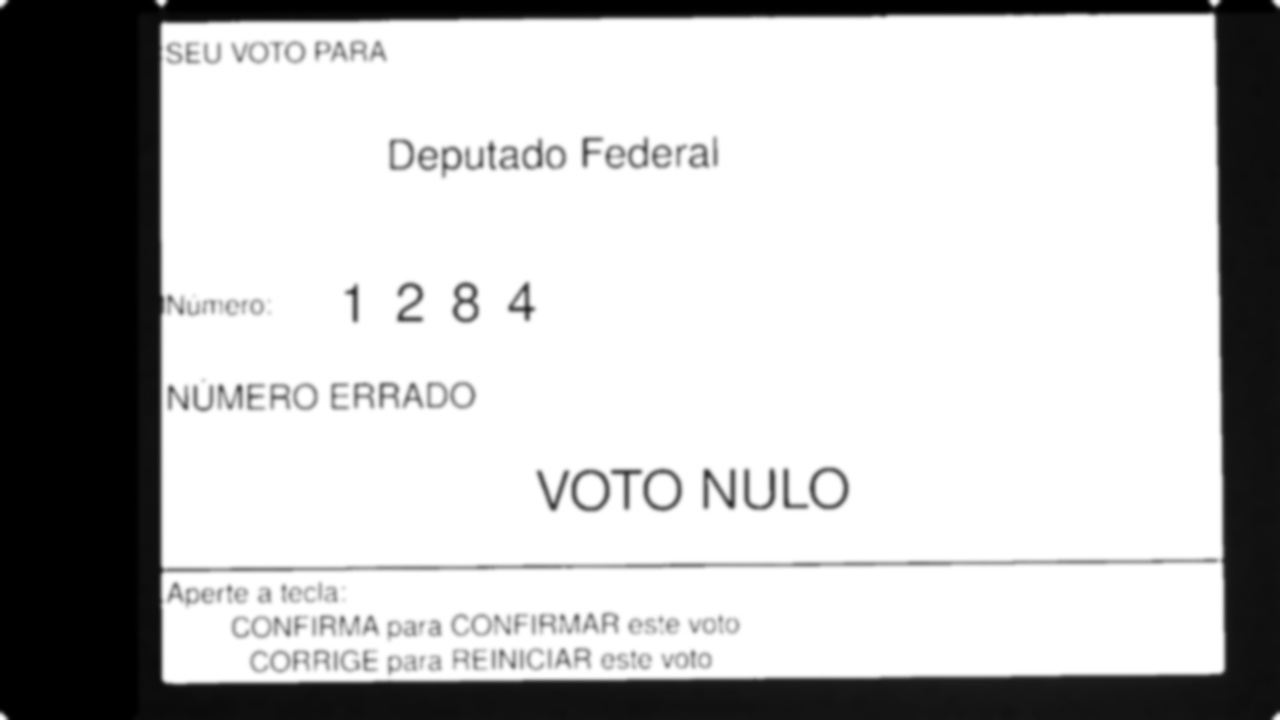 SEU VOTO PARA
Deputado Federal
Número: 1 2 8 4
NÚMERO ERRADO
VOTO NULO
Aperte a tecla:
CONFIRMA para CONFIRMAR este voto
CORRIGE para REINICIAR este voto